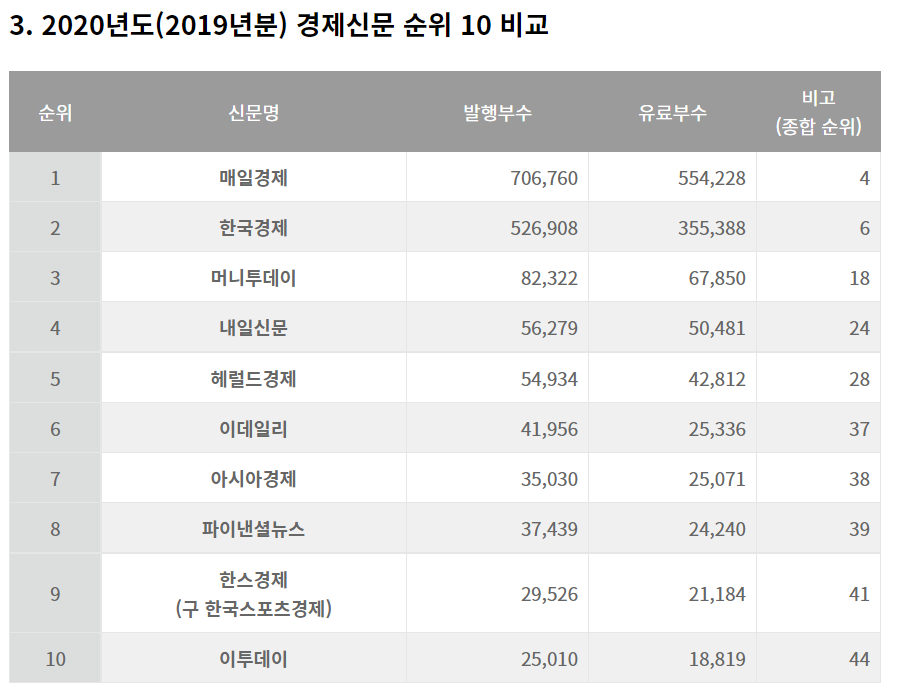 3. 2020년도(2019년분) 경제신문 순위 10 비교
순위 신문명 발행부수 유료부수 비고
(종합 순위)
1 매일경제 706,760 554,228 4
2 한국경제 526,908 355,388 6
3 머니투데이 82,322 67,850 18
4 내일신문 56,279 50,481 24
5 헤럴드경제 54,934 42,812 28
6 이데일리 41,956 25,336 37
7 아시아경제 35,030 25,071 38
8 파이낸셜뉴스 37,439 24,240 39
9 한스경제
(구 한국스포츠경제) 29,526 21,184 41
10 이투데이 25,010 18,819 44